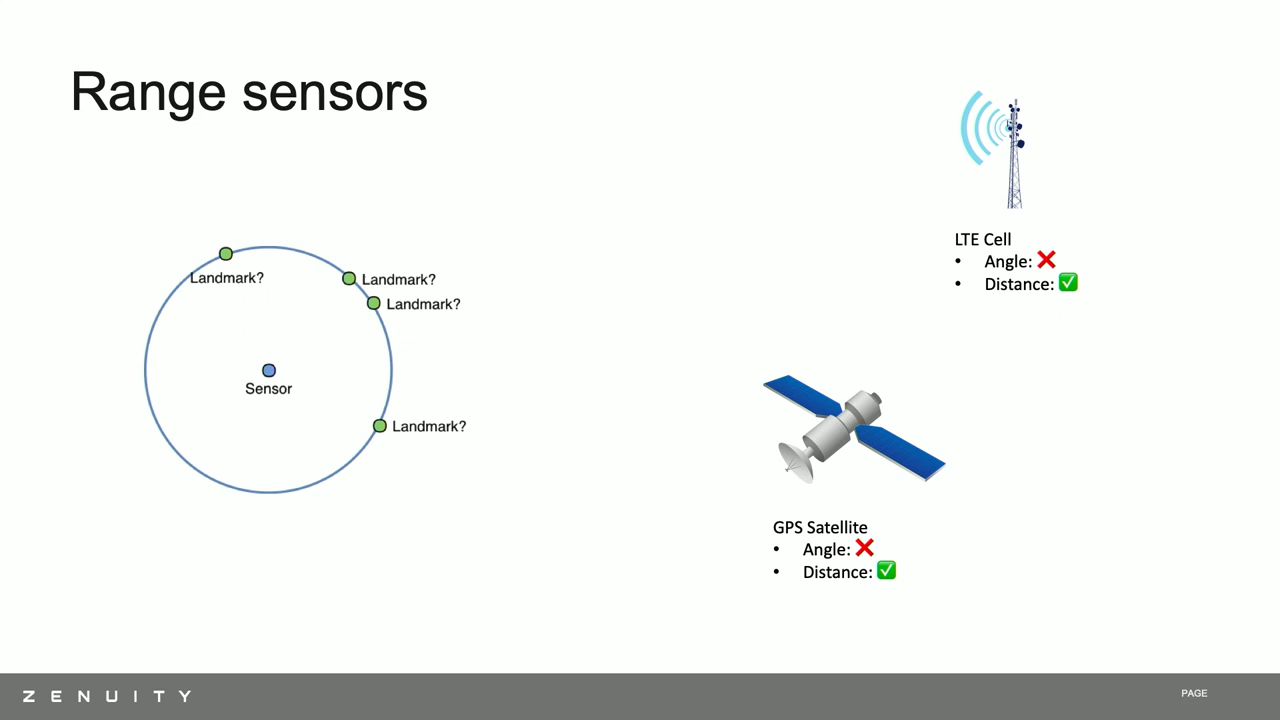 Range sensors
Landmark?
Landmark?
Landmark?
Sensor
Landmark?
LTE Cell
• Angle: ❌
• Distance: ✅
GPS Satellite
• Angle: ❌
• Distance: ✅
ZENUITY
PAGE